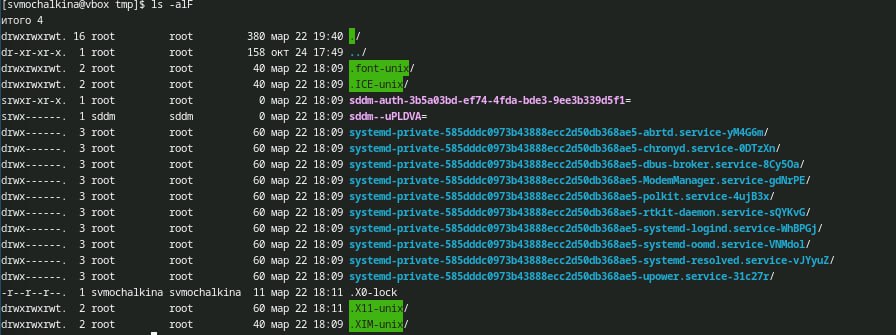 [svmochalkina@vbox tmp]$ ls -alF
итого 4
drwxrwxrwt. 16 root root 380 мар 22 19:40 ./
dr-xr-xr-x. 1 root root 158 окт 24 17:49 ../
drwxrwxrwt. 2 root root 40 мар 22 18:09 .font-unix/
drwxrwxrwt. 2 root root 40 мар 22 18:09 .ICE-unix/
srwxr-xr-x. 1 root root 0 мар 22 18:09 sddm-auth-3b5a03bd-ef74-4fda-bde3-9ee3b339d5f1=
srwx------. 1 sddm sddm 0 мар 22 18:09 sddm--uPLDVA=
drwx------. 3 root root 60 мар 22 18:09 systemd-private-585dddc0973b43888ecc2d50db368ae5-abrtd.service-yM4G6m/
drwx------. 3 root root 60 мар 22 18:09 systemd-private-585dddc0973b43888ecc2d50db368ae5-chronyd.service-0DTzXn/
drwx------. 3 root root 60 мар 22 18:09 systemd-private-585dddc0973b43888ecc2d50db368ae5-dbus-broker.service-8Cy5Oa/
drwx------. 3 root root 60 мар 22 18:09 systemd-private-585dddc0973b43888ecc2d50db368ae5-ModemManager.service-gdNrPE/
drwx------. 3 root root 60 мар 22 18:09 systemd-private-585dddc0973b43888ecc2d50db368ae5-polkit.service-4ujB3x/
drwx------. 3 root root 60 мар 22 18:09 systemd-private-585dddc0973b43888ecc2d50db368ae5-rtkit-daemon.service-sQYKvG/
drwx------. 3 root root 60 мар 22 18:09 systemd-private-585dddc0973b43888ecc2d50db368ae5-systemd-logind.service-WhBPGj/
drwx------. 3 root root 60 мар 22 18:09 systemd-private-585dddc0973b43888ecc2d50db368ae5-systemd-oomd.service-VNMdol/
drwx------. 3 root root 60 мар 22 18:09 systemd-private-585dddc0973b43888ecc2d50db368ae5-systemd-resolved.service-vJYyuZ/
drwx------. 3 root root 60 мар 22 18:09 systemd-private-585dddc0973b43888ecc2d50db368ae5-upower.service-31c27r/
-r--r--r--. 1 svmochalkina svmochalkina 11 мар 22 18:11 .X0-lock
drwxrwxrwt. 2 root root 60 мар 22 18:11 .X11-unix/
drwxrwxrwt. 2 root root 40 мар 22 18:09 .XIM-unix/